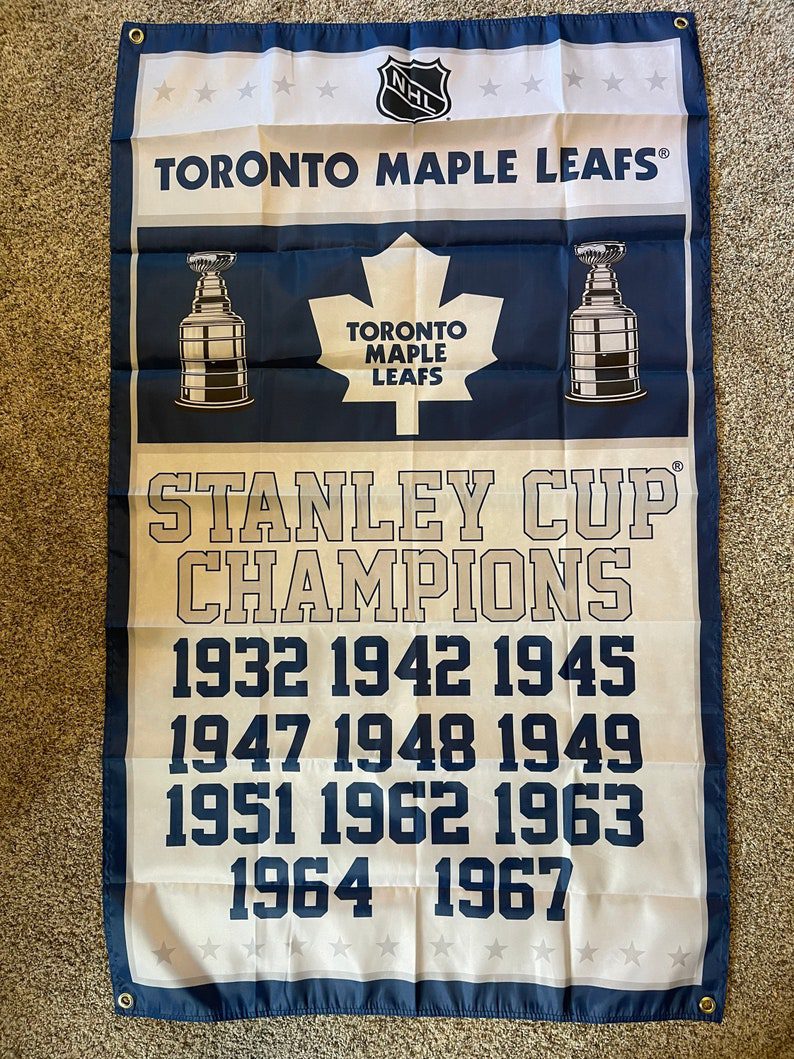 NHL
TORONTO MAPLE LEAFS®
TORONTO
MAPLE
LEAFS
STANLEY CUP®
CHAMPIONS
1932 1942 1945
1947 1948 1949
1951 1962 1963
1964 1967